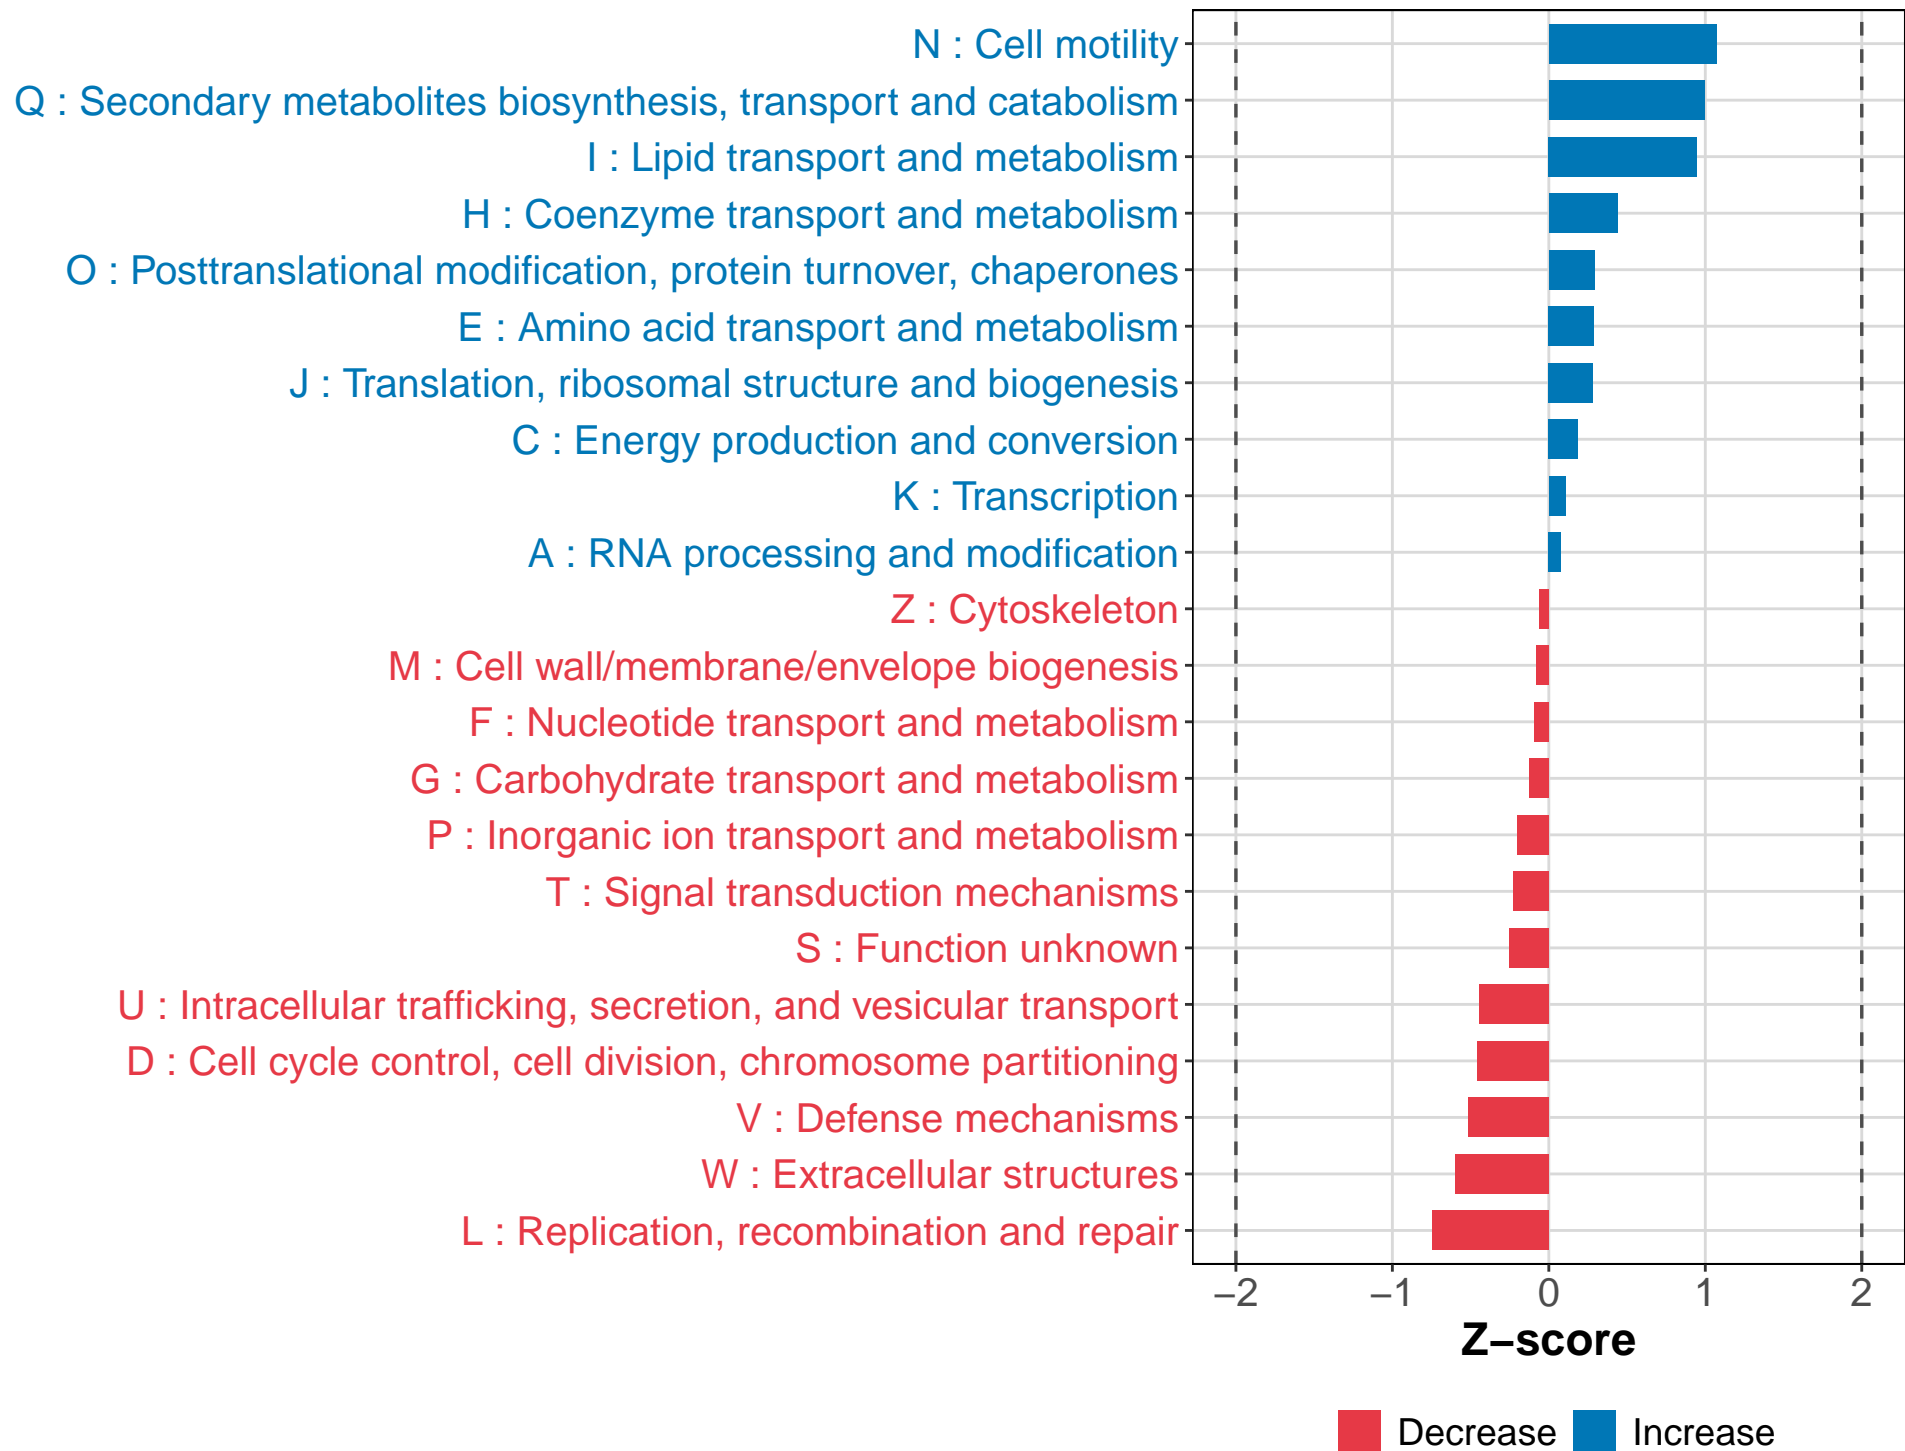 N : Cell motility
Q : Secondary metabolites biosynthesis, transport and catabolism
I : Lipid transport and metabolism
H : Coenzyme transport and metabolism
O : Posttranslational modification, protein turnover, chaperones
E : Amino acid transport and metabolism
J : Translation, ribosomal structure and biogenesis
C : Energy production and conversion
K : Transcription
A : RNA processing and modification
Z : Cytoskeleton
M : Cell wall/membrane/envelope biogenesis
F : Nucleotide transport and metabolism
G : Carbohydrate transport and metabolism
P : Inorganic ion transport and metabolism
T : Signal transduction mechanisms
S : Function unknown
U : Intracellular trafficking, secretion, and vesicular transport
D : Cell cycle control, cell division, chromosome partitioning
V : Defense mechanisms
W : Extracellular structures
L : Replication, recombination and repair
−2 −1 0 1 2
Z−score
Decrease Increase